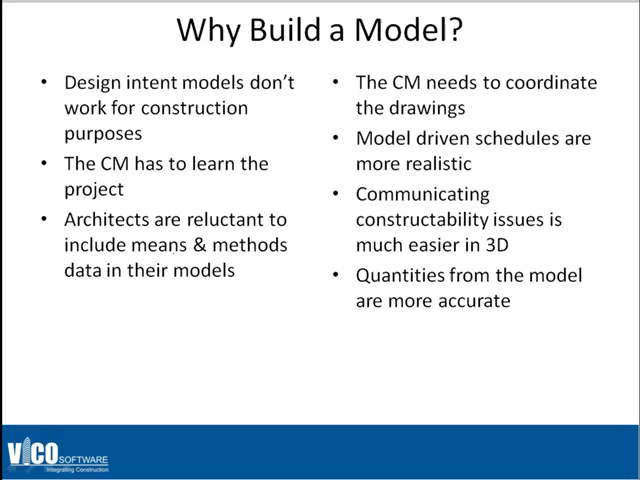 Why Build a Model?
• Design intent models don't
work for construction
purposes
• The CM has to learn the
project
• Architects are reluctant to
include means & methods
data in their models
• The CM needs to coordinate
the drawings
• Model driven schedules are
more realistic
• Communicating
constructability issues is
much easier in 3D
• Quantities from the model
are more accurate
VICO SOFTWARE
Integrating Construction